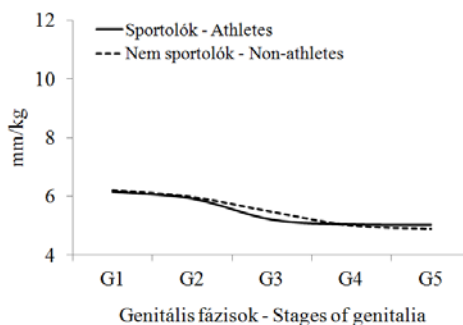 12
Sportolók - Athletes
Nem sportolók - Non-athletes
10
mm/kg
8
6
4
G1 G2 G3 G4 G5
Genitális fázisok - Stages of genitalia